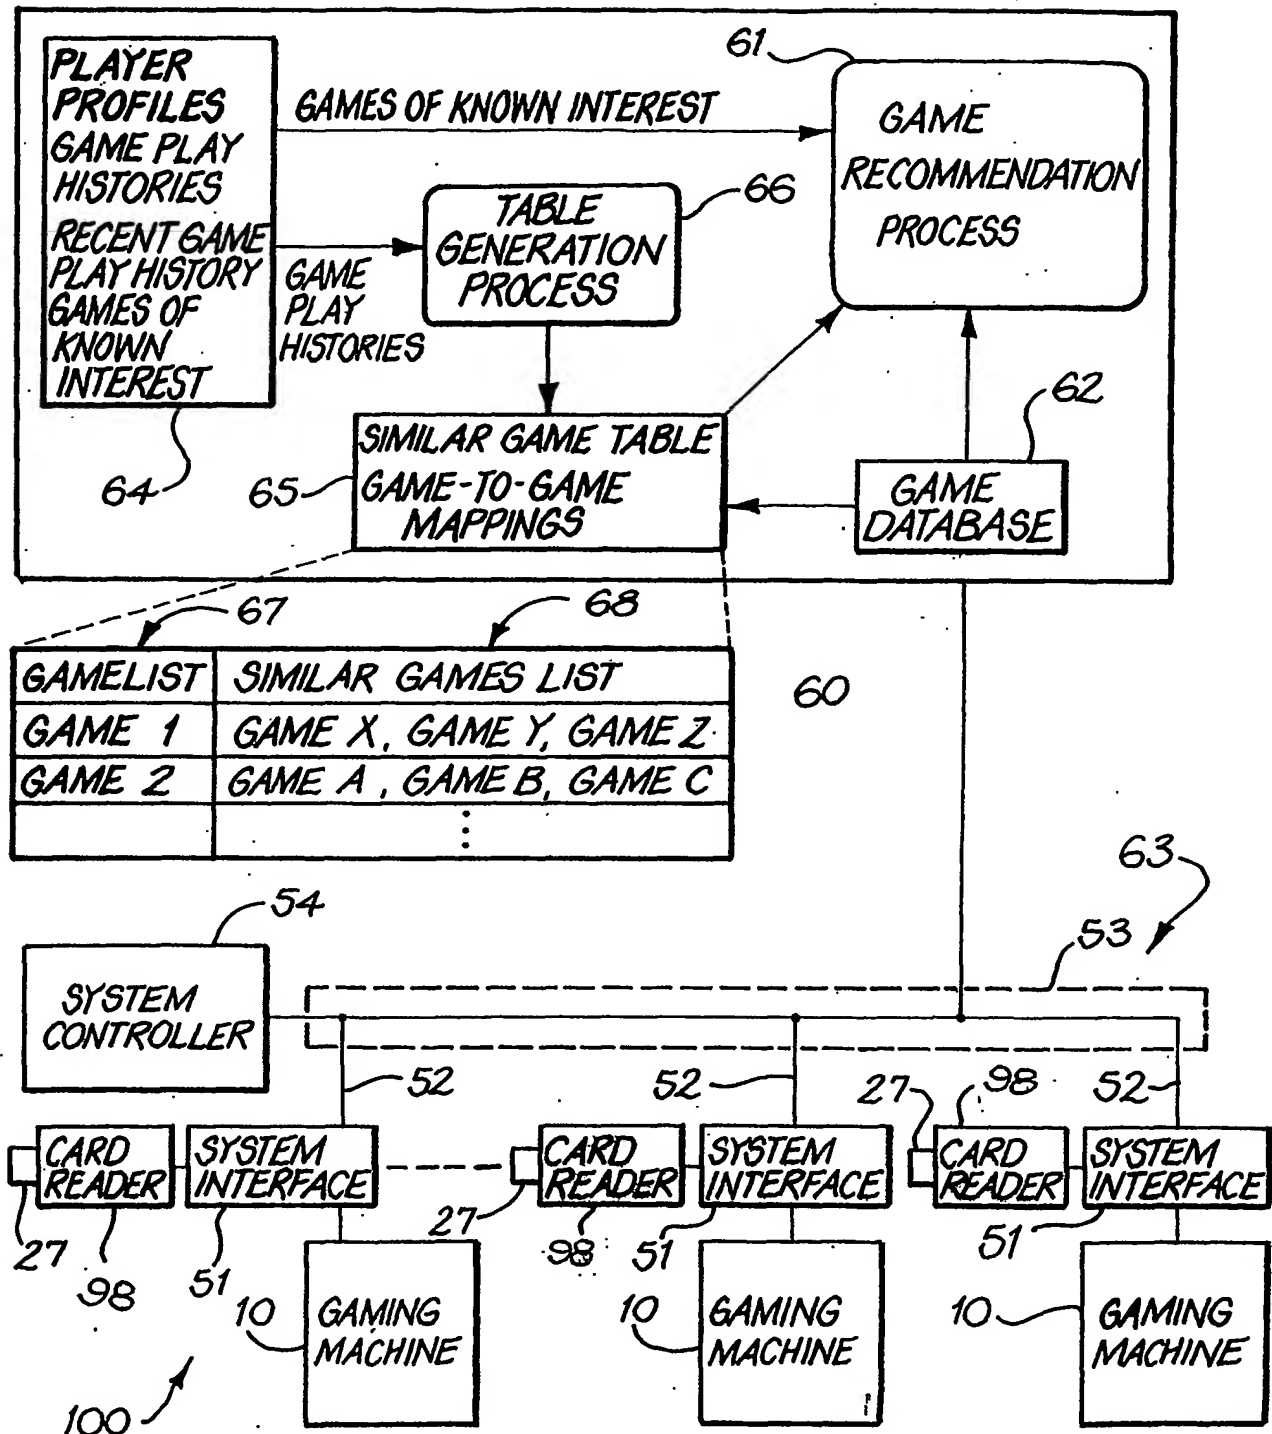 PLAYER
PROFILES
GAME PLAY
HISTORIES
RECENT GAME
PLAY HISTORY
GAMES OF
KNOWN
INTEREST
64
GAMES OF KNOWN INTEREST
GAME
PLAY
HISTORIES
TABLE
GENERATION
PROCESS
66
61
GAME
RECOMMENDATION
PROCESS
SIMILAR GAME TABLE
GAME-TO-GAME
MAPPINGS
65
62
GAME
DATABASE
67
68
GAMELIST SIMILAR GAMES LIST
GAME 1 GAME X, GAME Y, GAME Z
GAME 2 GAME A, GAME B, GAME C
⋮
60
63
54
53
SYSTEM
CONTROLLER
52
52
52
CARD
READER
SYSTEM
INTERFACE
27
98
51
10
GAMING
MACHINE
CARD
READER
SYSTEM
INTERFACE
27
98
51
10
GAMING
MACHINE
27
98
CARD
READER
SYSTEM
INTERFACE
51
10
GAMING
MACHINE
100